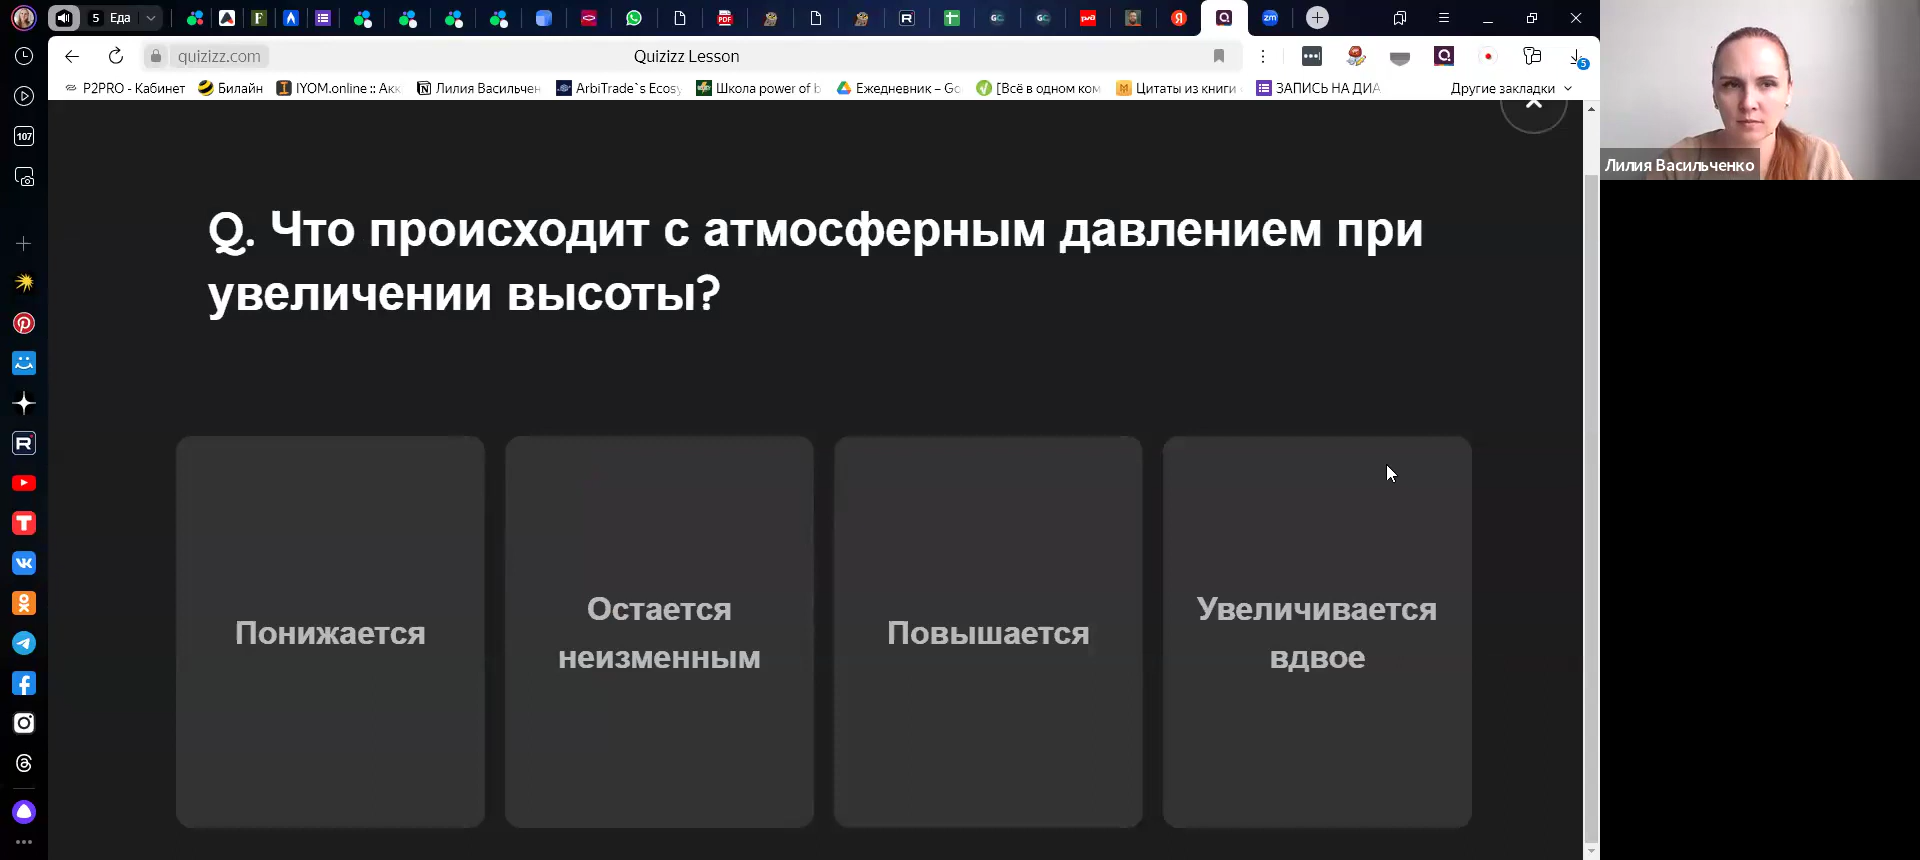 5 Еда
quizizz.com
Quizizz Lesson
5
P2PRO - Кабинет
Билайн
IYOM.online :: Акк
Лилия Васильчен
ArbiTrade`s Ecosy
Школа power of b
Ежедневник – Go
[Всё в одном ком
Цитаты из книги
ЗАПИСЬ НА ДИА
Другие закладки
107
Лилия Васильченко
Q. Что происходит с атмосферным давлением при
увеличении высоты?
Понижается
Остается
неизменным
Повышается
Увеличивается
вдвое